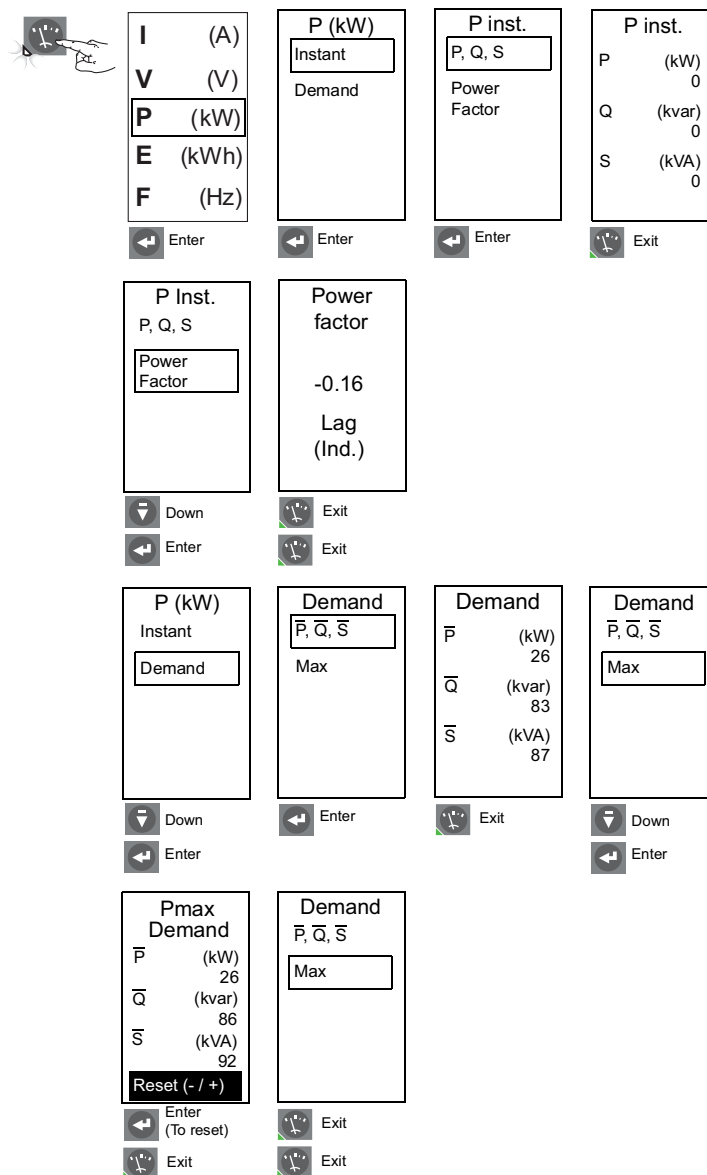 I (A)
V (V)
P (kW)
E (kWh)
F (Hz)
Enter
P (kW)
Instant
Demand
Enter
P inst.
P, Q, S
Power
Factor
Enter
P inst.
P (kW)
0
Q (kvar)
0
S (kVA)
0
Exit
P Inst.
P, Q, S
Power
Factor
Down
Enter
Power
factor
-0.16
Lag
(Ind.)
Exit
Exit
P (kW)
Instant
Demand
Down
Enter
Demand
P̅, Q̅, S̅
Max
Enter
Demand
P̅ (kW)
26
Q̅ (kvar)
83
S̅ (kVA)
87
Exit
Demand
P̅, Q̅, S̅
Max
Down
Enter
Pmax
Demand
P̅ (kW)
26
Q̅ (kvar)
86
S̅ (kVA)
92
Reset (- / +)
Enter
(To reset)
Exit
Demand
P̅, Q̅, S̅
Max
Exit
Exit